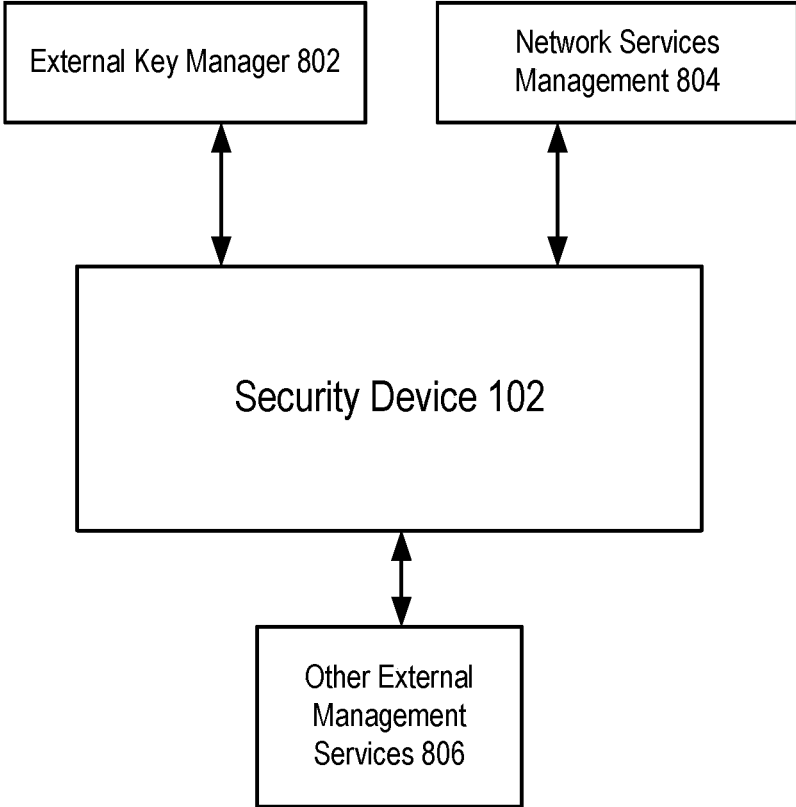 External Key Manager 802
Network Services
Management 804
Security Device 102
Other External
Management
Services 806